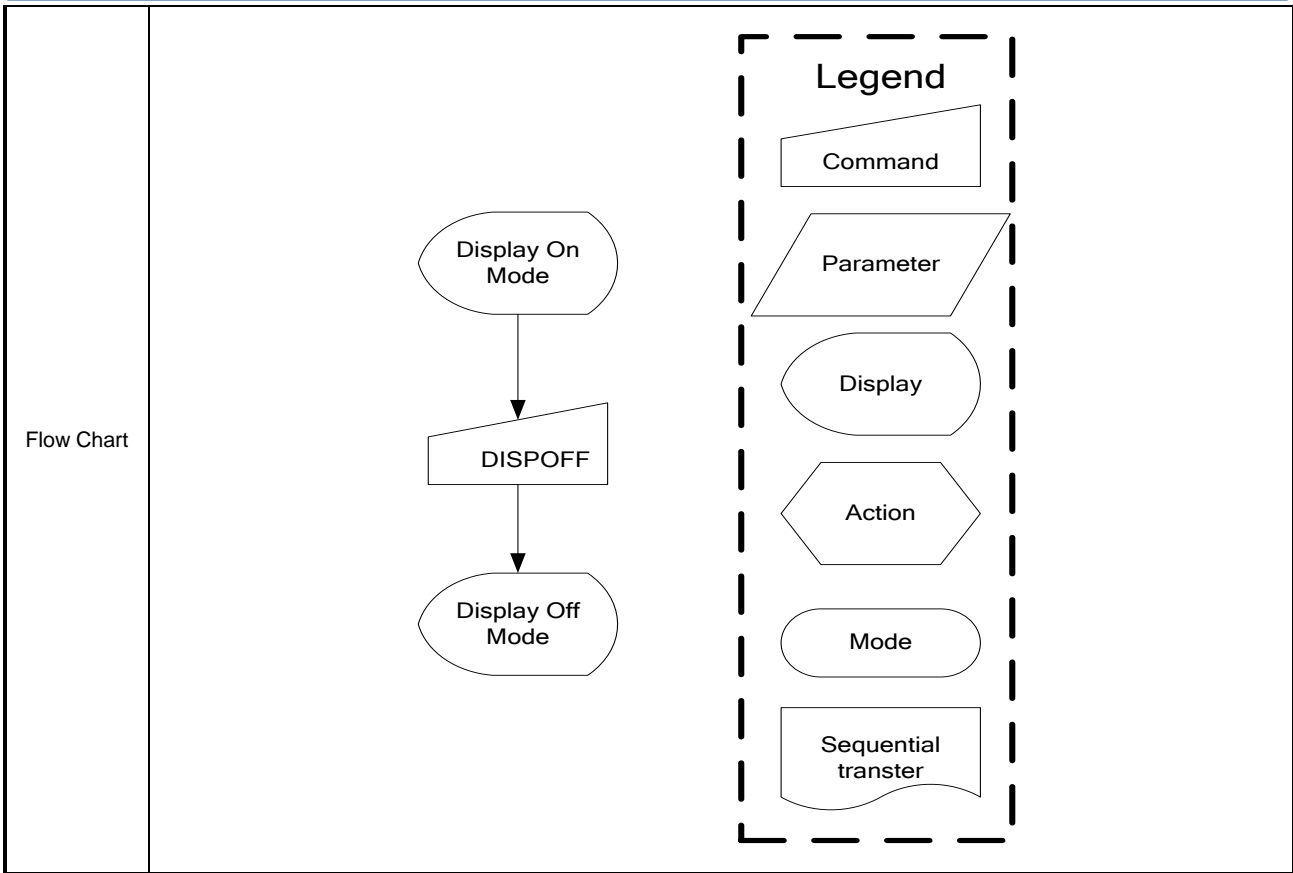 Flow Chart
Display On
Mode
DISPOFF
Display Off
Mode
Legend
Command
Parameter
Display
Action
Mode
Sequential
transter